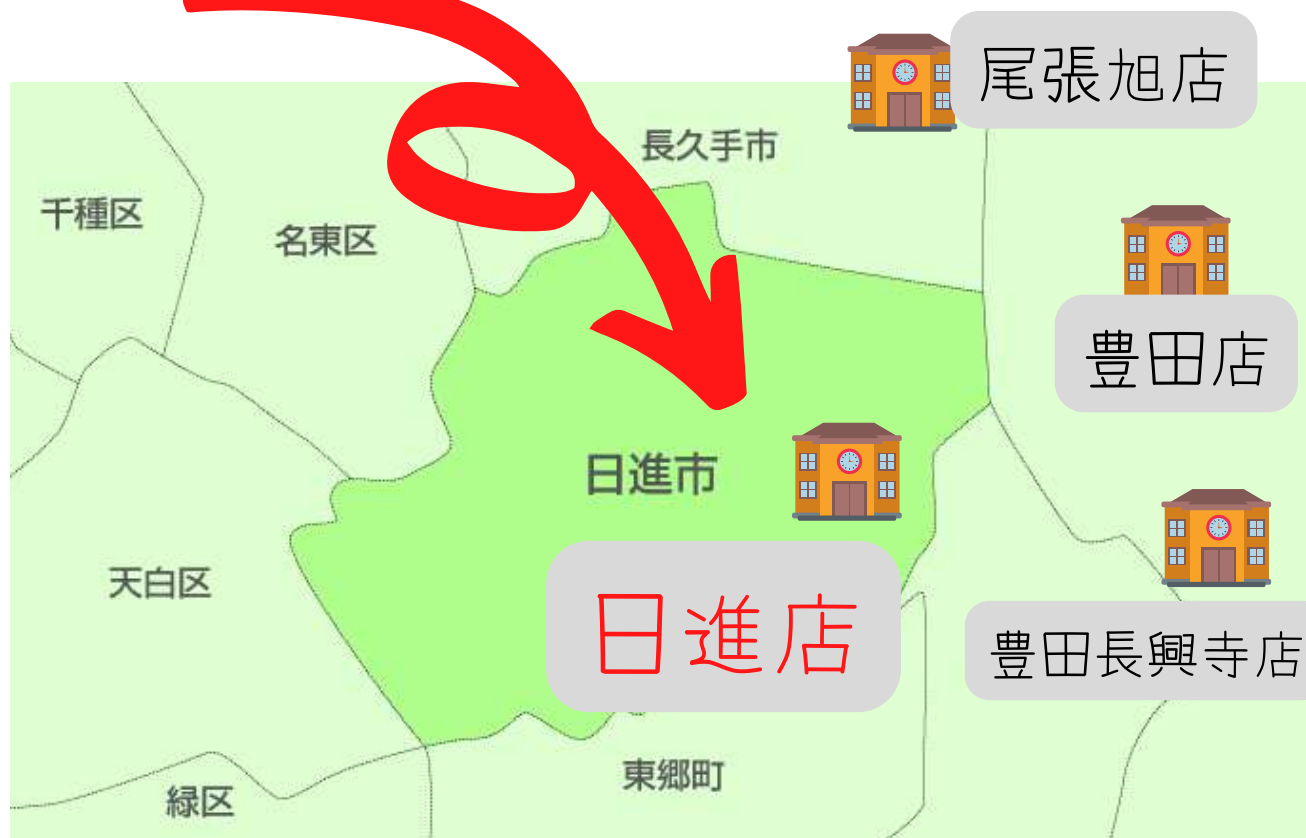 尾張旭店
長久手市
千種区
名東区
豊田店
日進市
天白区
日進店
豊田長興寺店
東郷町
緑区